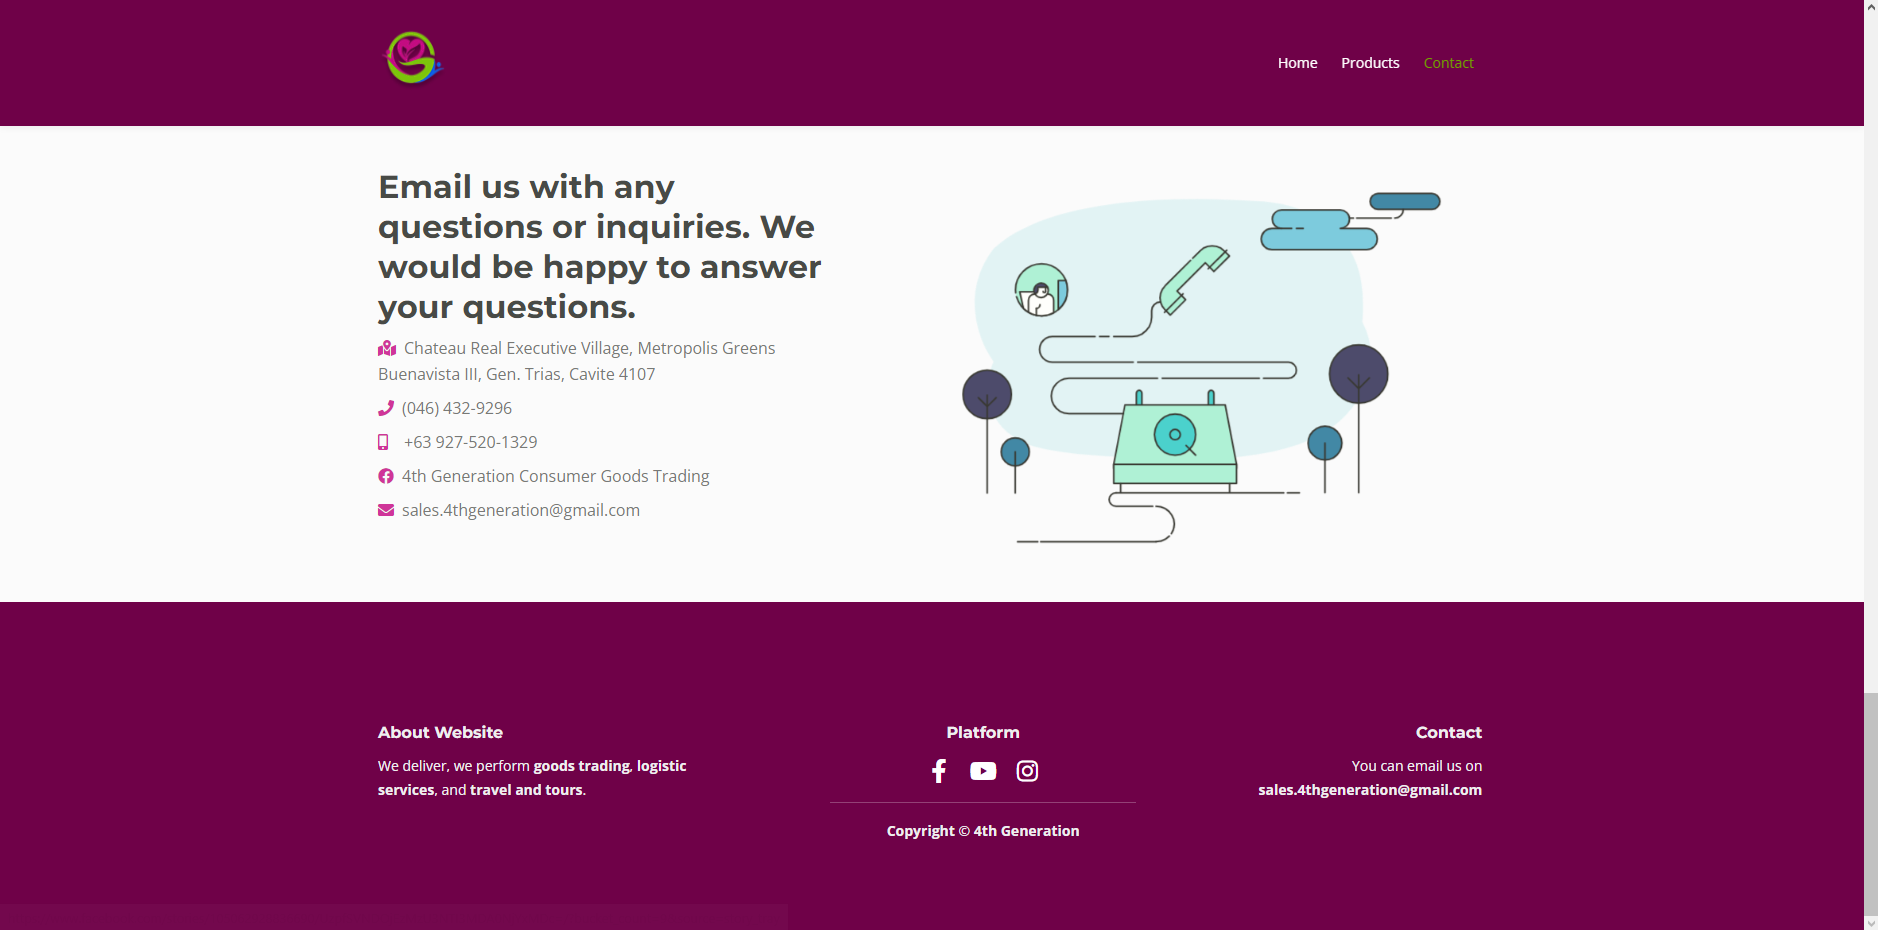 Home Products Contact
Email us with any
questions or inquiries. We
would be happy to answer
your questions.
Chateau Real Executive Village, Metropolis Greens
Buenavista III, Gen. Trias, Cavite 4107
(046) 432-9296
+63 927-520-1329
4th Generation Consumer Goods Trading
sales.4thgeneration@gmail.com
About Website
We deliver, we perform goods trading, logistic
services, and travel and tours.
Platform
Copyright © 4th Generation
Contact
You can email us on
sales.4thgeneration@gmail.com